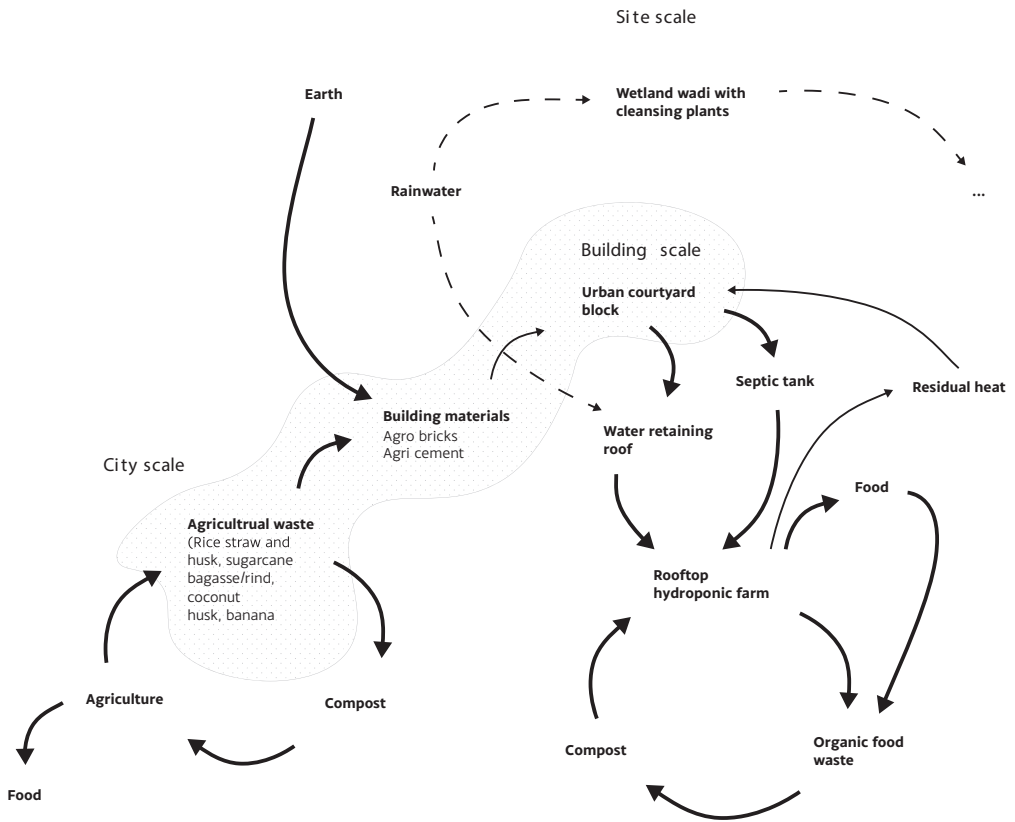 Site scale
Earth
Wetland wadi with
cleansing plants
Rainwater
...
Building scale
Urban courtyard
block
Septic tank
Residual heat
Building materials
Agro bricks
Agri cement
Water retaining
roof
City scale
Food
Agricultrual waste
(Rice straw and
husk, sugarcane
bagasse/rind,
coconut
husk, banana
Rooftop
hydroponic farm
Agriculture
Compost
Compost
Organic food
waste
Food